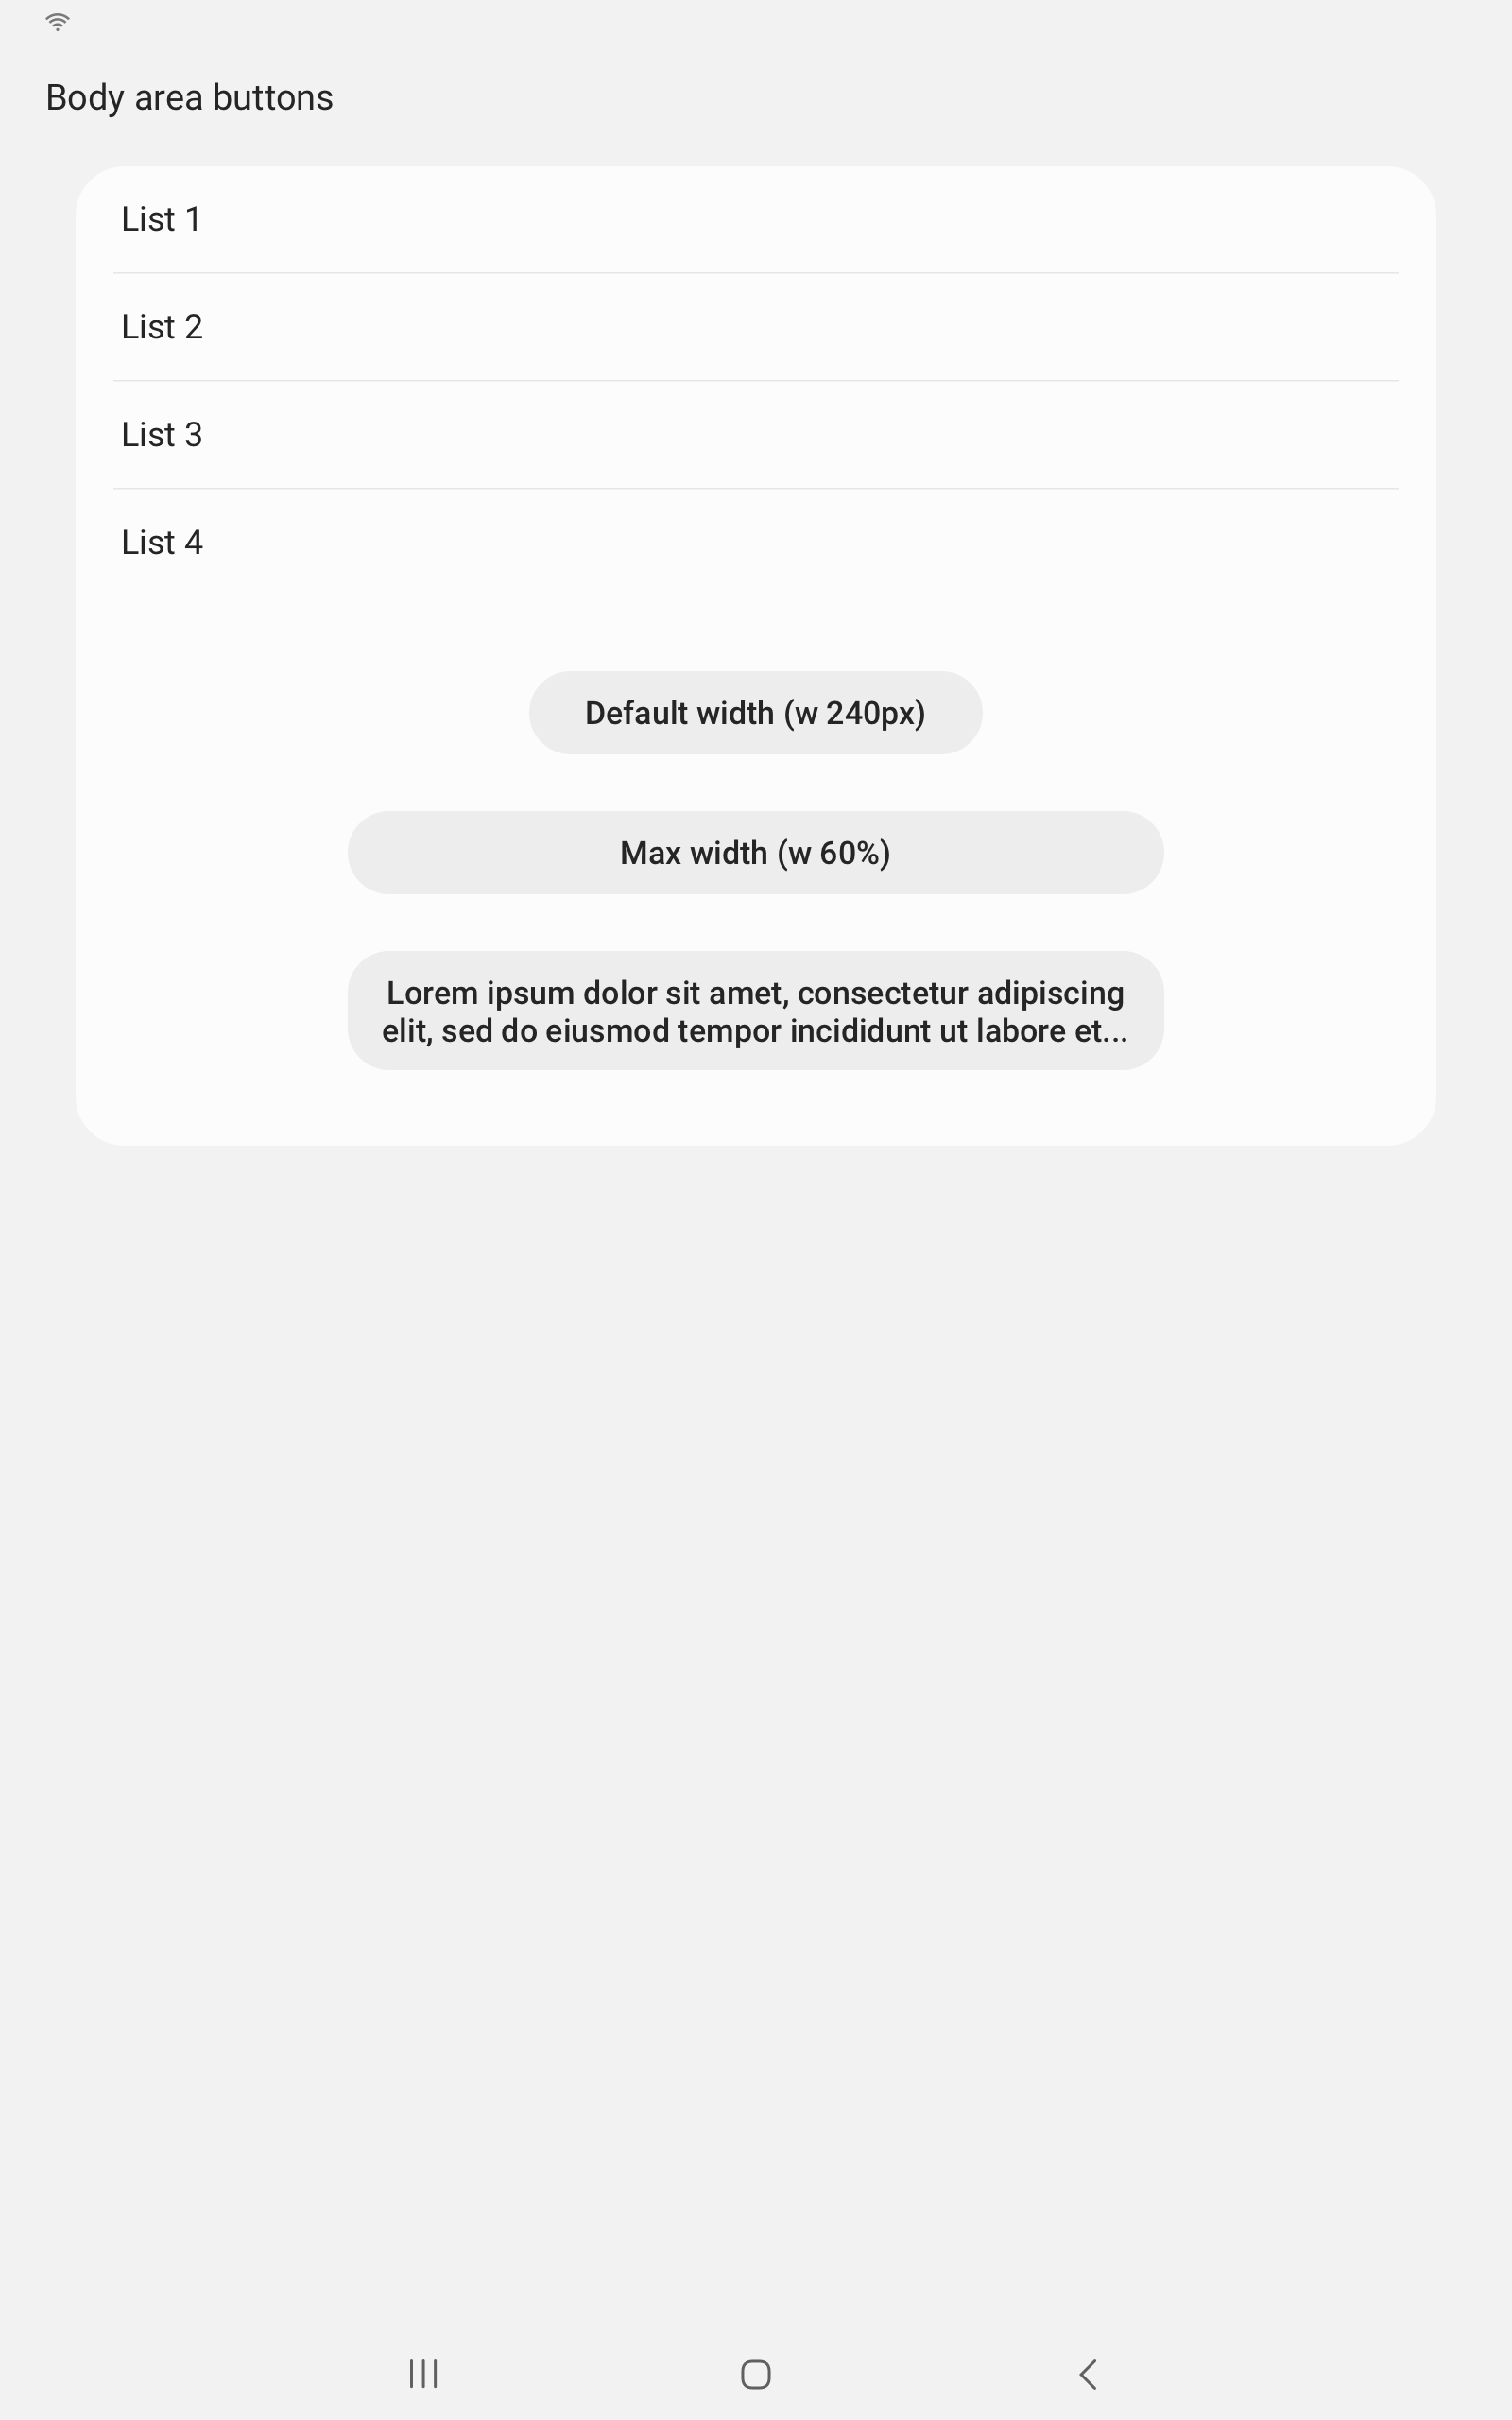 Body area buttons
List 1
List 2
List 3
List 4
Default width (w 240px)
Max width (w 60%)
Lorem ipsum dolor sit amet, consectetur adipiscing
elit, sed do eiusmod tempor incididunt ut labore et...